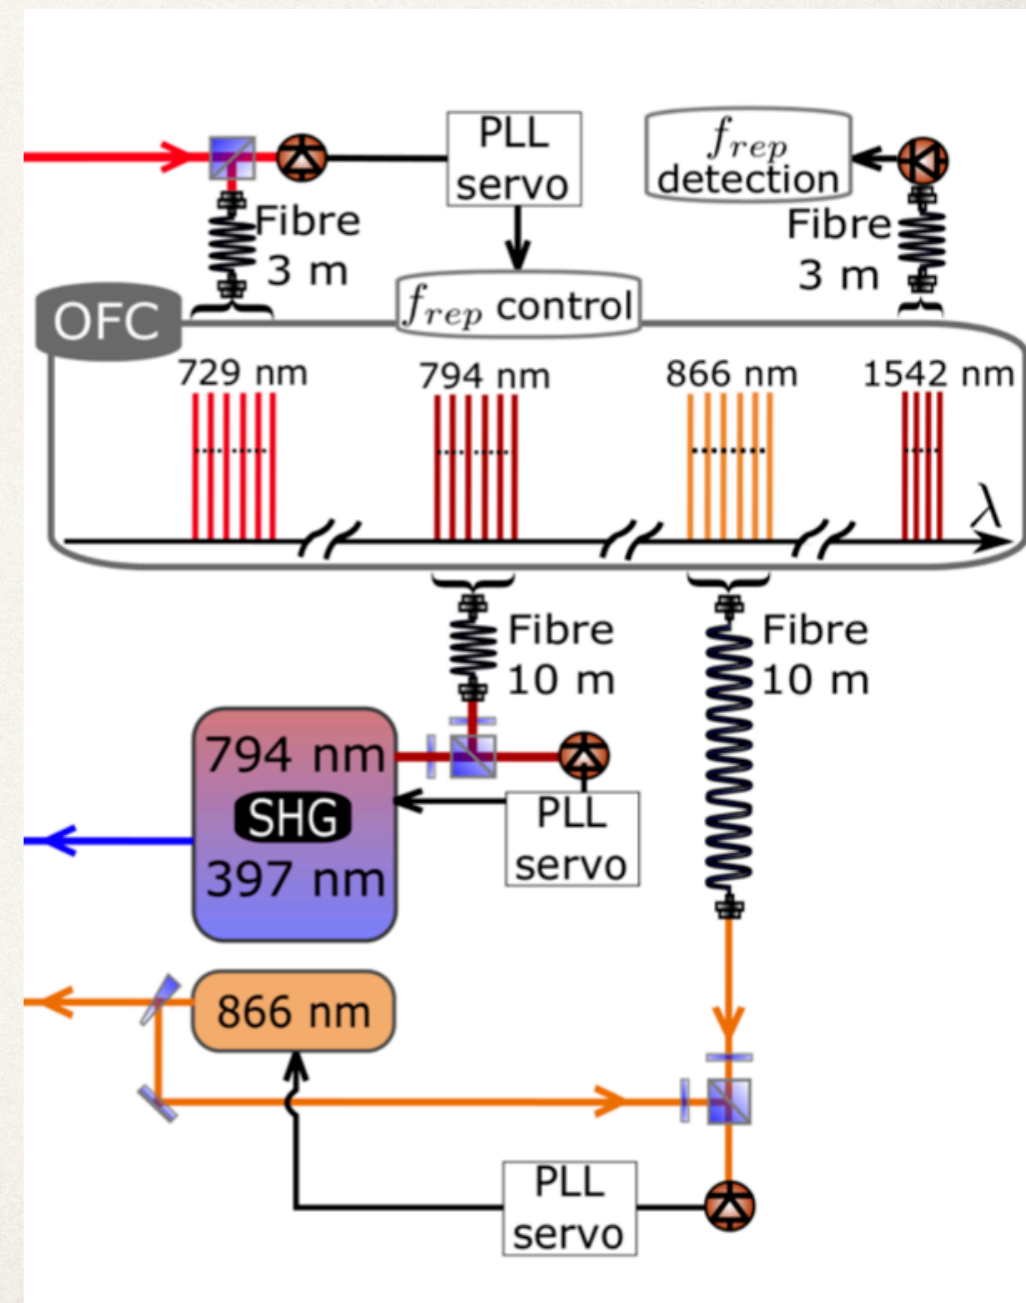 PLL
servo
f_rep
detection
Fibre
3 m
Fibre
3 m
OFC
f_rep control
729 nm
794 nm
866 nm
1542 nm
λ
Fibre
10 m
Fibre
10 m
794 nm
SHG
397 nm
PLL
servo
866 nm
PLL
servo